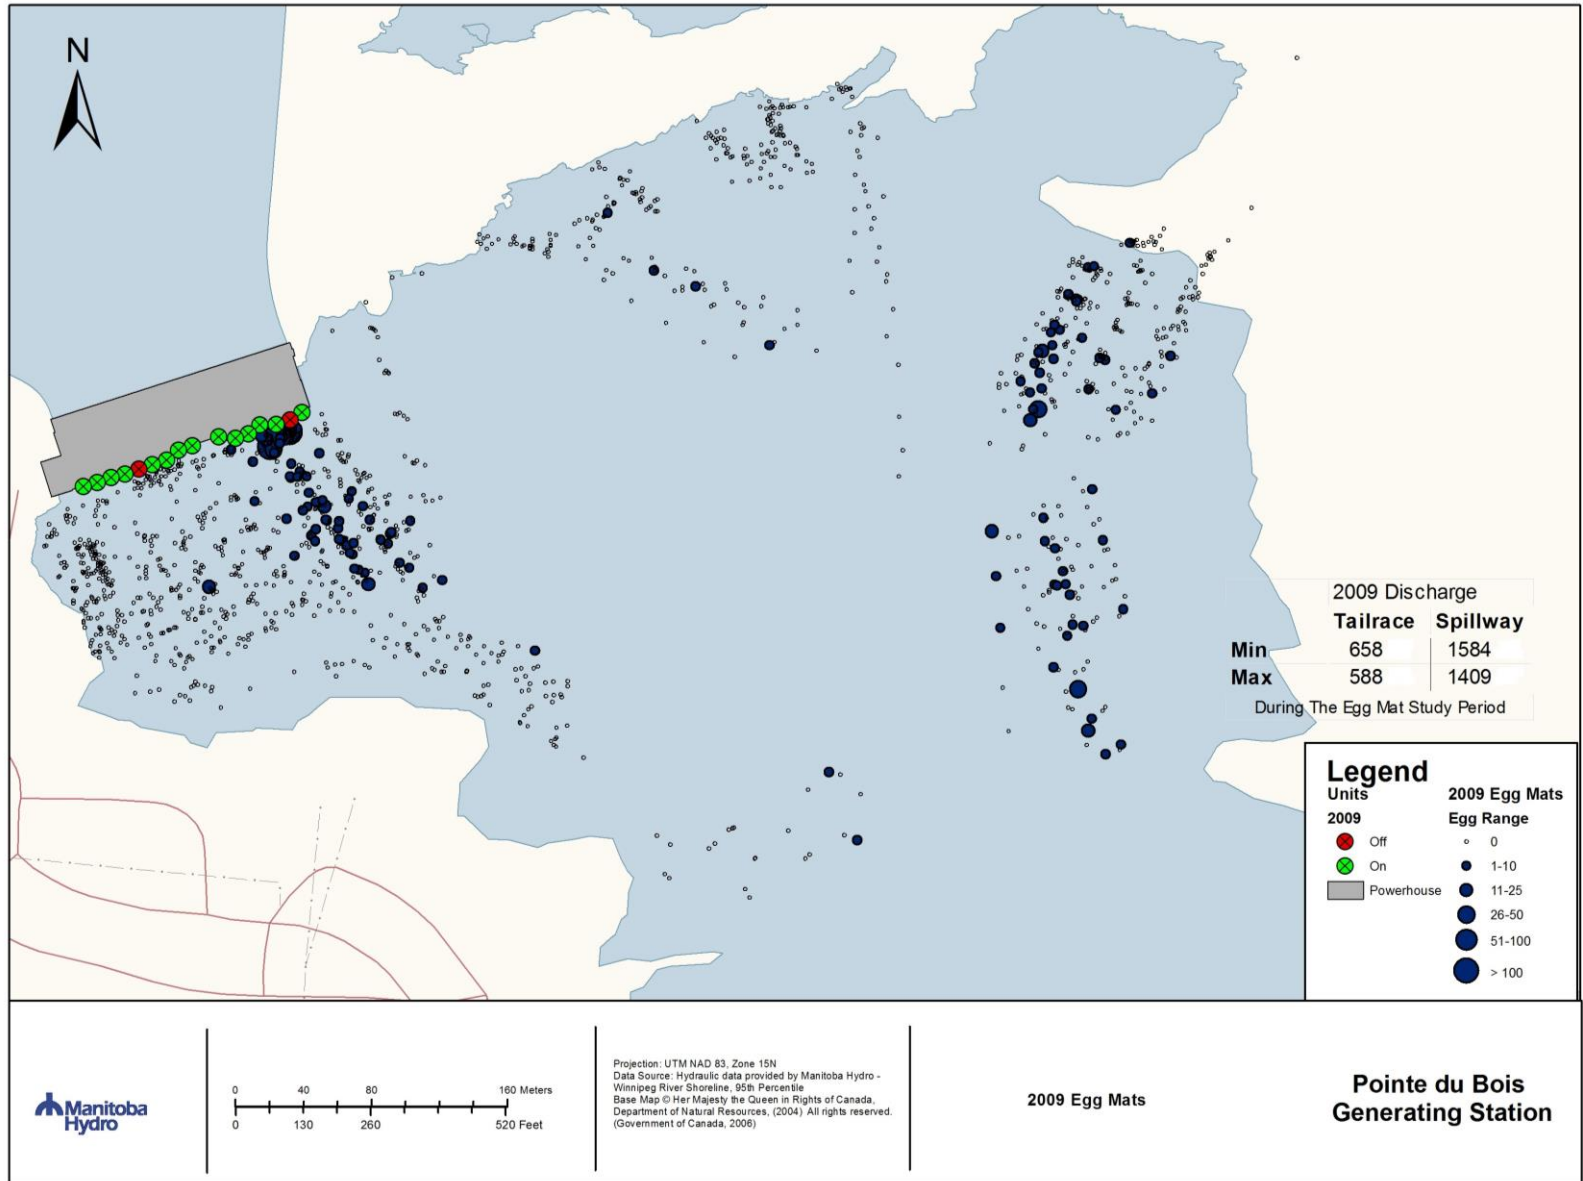 N
2009 Discharge
Tailrace Spillway
Min 658 1584
Max 588 1409
During The Egg Mat Study Period
Legend
Units 2009 Egg Mats
2009 Egg Range
Off 0
On 1-10
Powerhouse 11-25
26-50
51-100
> 100
Manitoba
Hydro
0 40 80 160 Meters
0 130 260 520 Feet
Projection: UTM NAD 83, Zone 15N
Data Source: Hydraulic data provided by Manitoba Hydro -
Winnipeg River Shoreline, 95th Percentile
Base Map © Her Majesty the Queen in Rights of Canada,
Department of Natural Resources, (2004) All rights reserved.
(Government of Canada, 2006)
2009 Egg Mats
Pointe du Bois
Generating Station